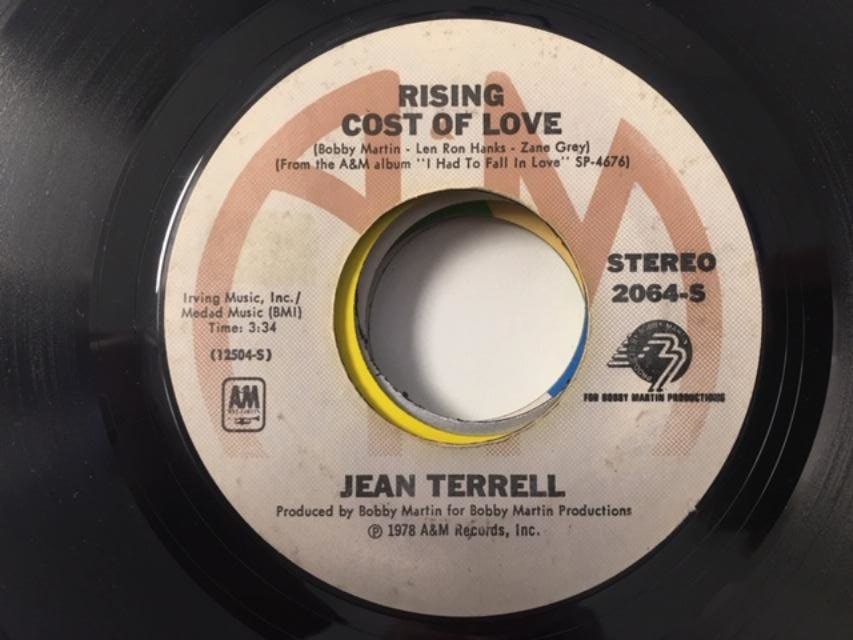 RISING
COST OF LOVE
(Bobby Martin - Len Ron Hanks - Zane Grey)
(From the A&M album "I Had To Fall In Love" SP-4676)
STEREO
2064-S
Irving Music, Inc./
Medad Music (BMI)
Time: 3:34
(12504-S)
A&M
RECORDS
FOR BOBBY MARTIN PRODUCTIONS
JEAN TERRELL
Produced by Bobby Martin for Bobby Martin Productions
℗ 1978 A&M Records, Inc.